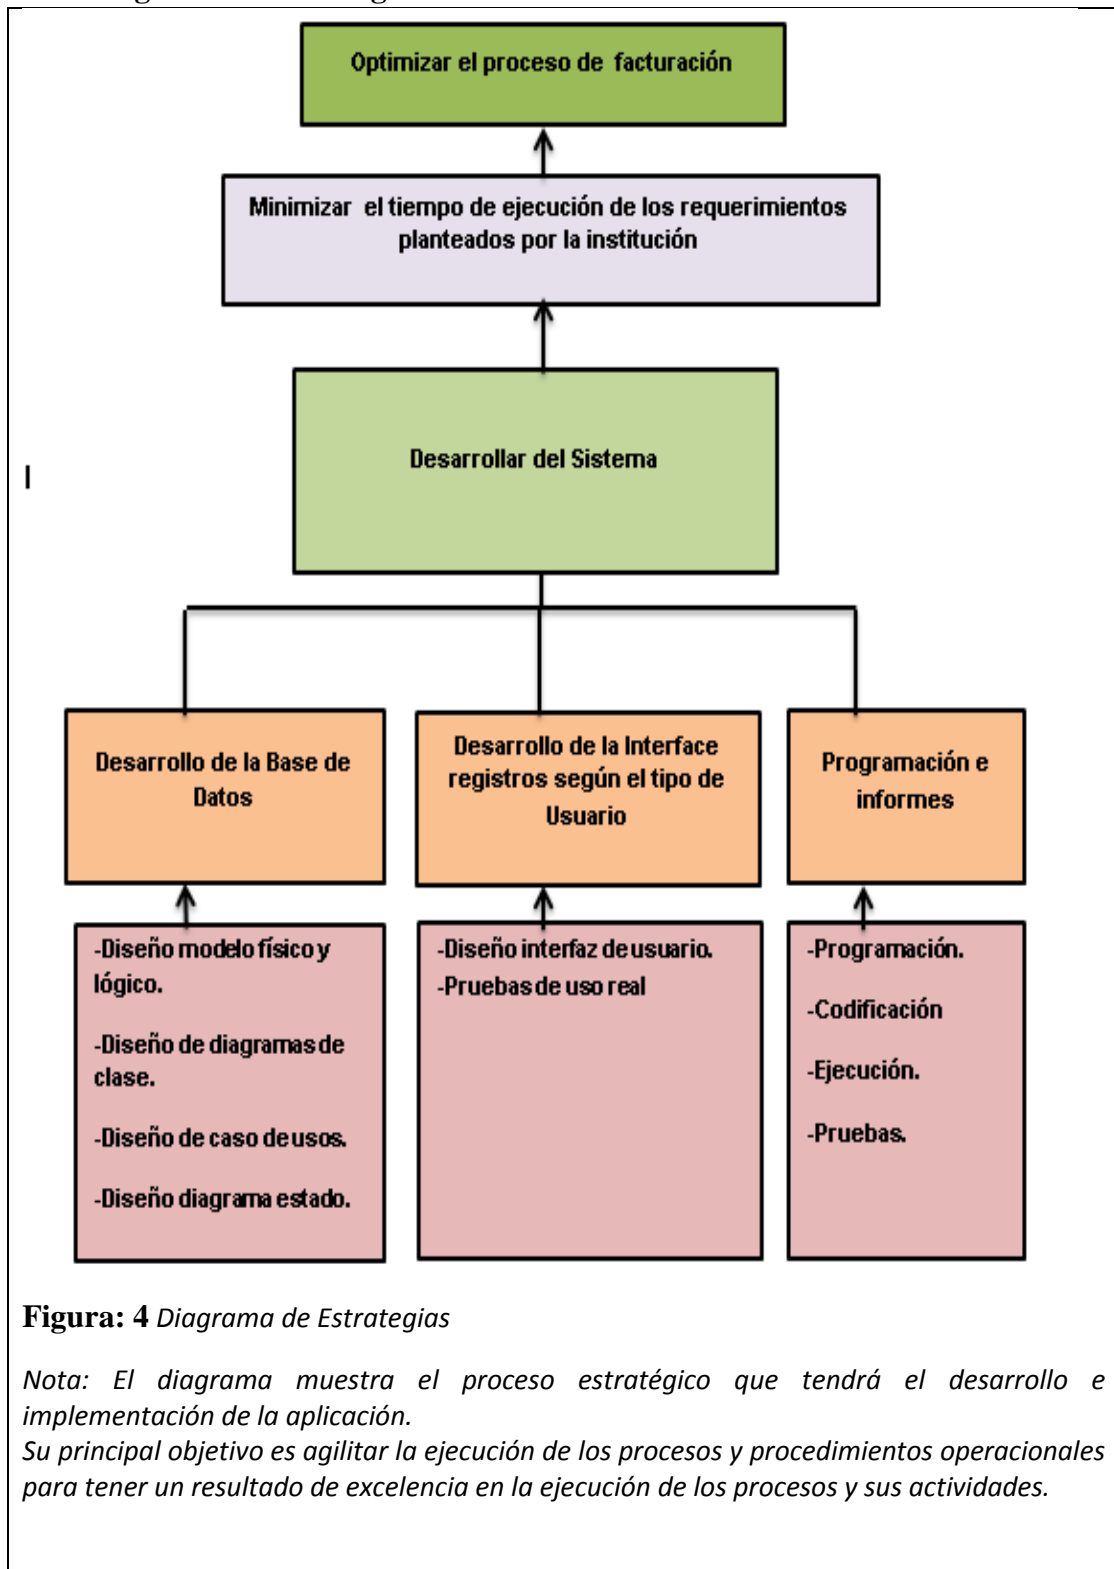 Optimizar el proceso de facturación
Minimizar el tiempo de ejecución de los requerimientos
planteados por la institución
Desarrollar del Sistema
Desarrollo de la Base de
Datos
Desarrollo de la Interface
registros según el tipo de
Usuario
Programación e
informes
-Diseño modelo físico y
lógico.
-Diseño de diagramas de
clase.
-Diseño de caso de usos.
-Diseño diagrama estado.
-Diseño interfaz de usuario.
-Pruebas de uso real
-Programación.
-Codificación
-Ejecución.
-Pruebas.
Figura: 4 Diagrama de Estrategias
Nota: El diagrama muestra el proceso estratégico que tendrá el desarrollo e
implementación de la aplicación.
Su principal objetivo es agilitar la ejecución de los procesos y procedimientos operacionales
para tener un resultado de excelencia en la ejecución de los procesos y sus actividades.